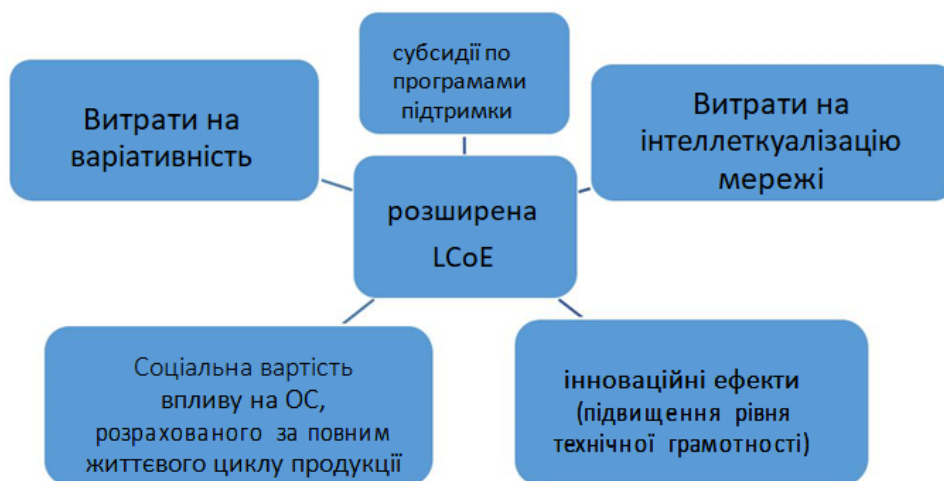 субсидії по
програмами
підтримки
Витрати на
варіативність
Витрати на
інтеллеткуалізацію
мережі
розширена
LCoE
Соціальна вартість
впливу на ОС,
розрахованого за повним
життєвого циклу продукції
інноваційні ефекти
(підвищення рівня
технічної грамотності)